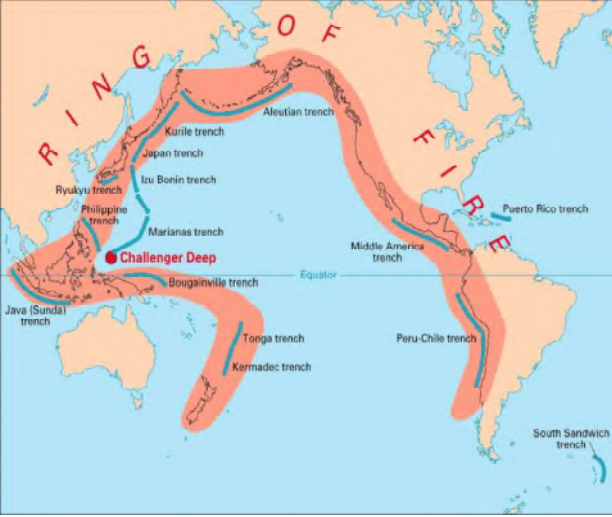 RING OF FIRE
Aleutian trench
Kurile trench
Japan trench
Izu Bonin trench
Ryukyu trench
Philippine
trench
Marianas trench
Challenger Deep
Bougainville trench
Equator
Java (Sunda)
trench
Tonga trench
Kermadec trench
Middle America
trench
Puerto Rico trench
Peru-Chile trench
South Sandwich
trench